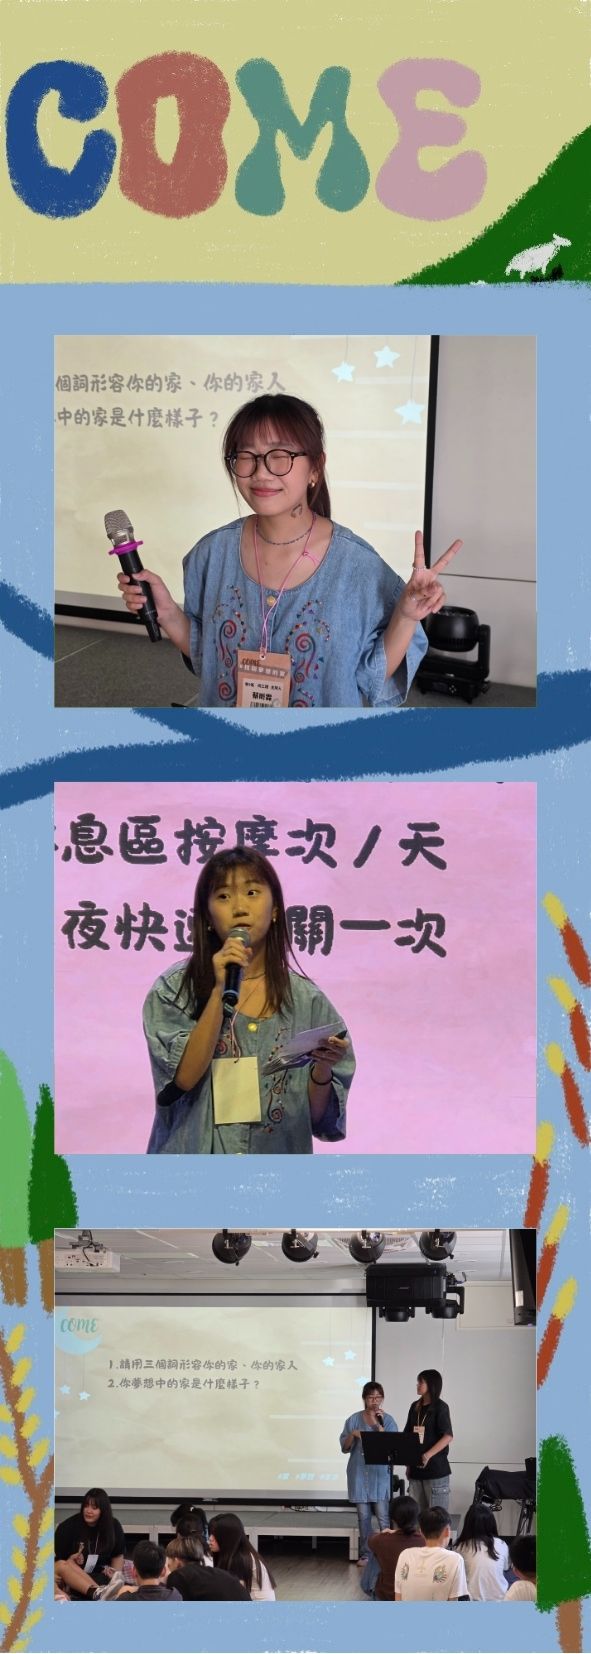 COME
個詞形容你的家、你的家人
中的家是什麼樣子？
COME
蔡昕霖
息區按摩次/天
夜快
關一次
COME
1.請用三個詞形容你的家、你的家人
2.你夢想中的家是什麼樣子？